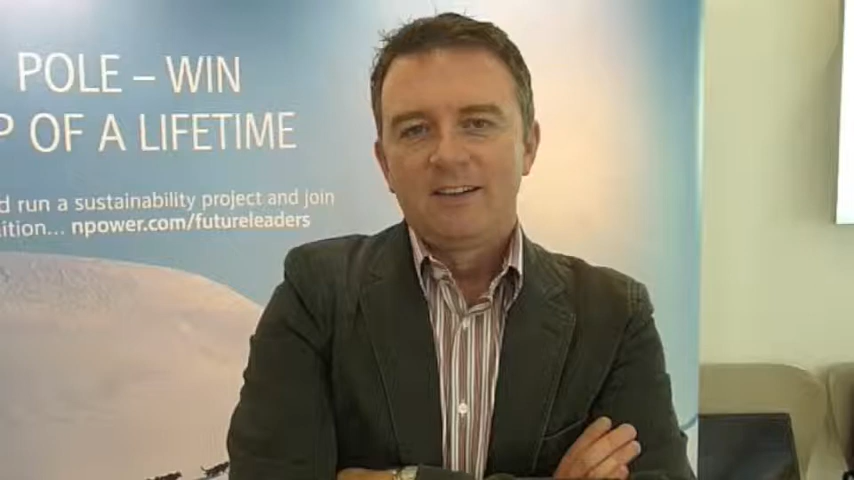 POLE – WIN
P OF A LIFETIME
d run a sustainability project and join
ition... npower.com/futureleaders